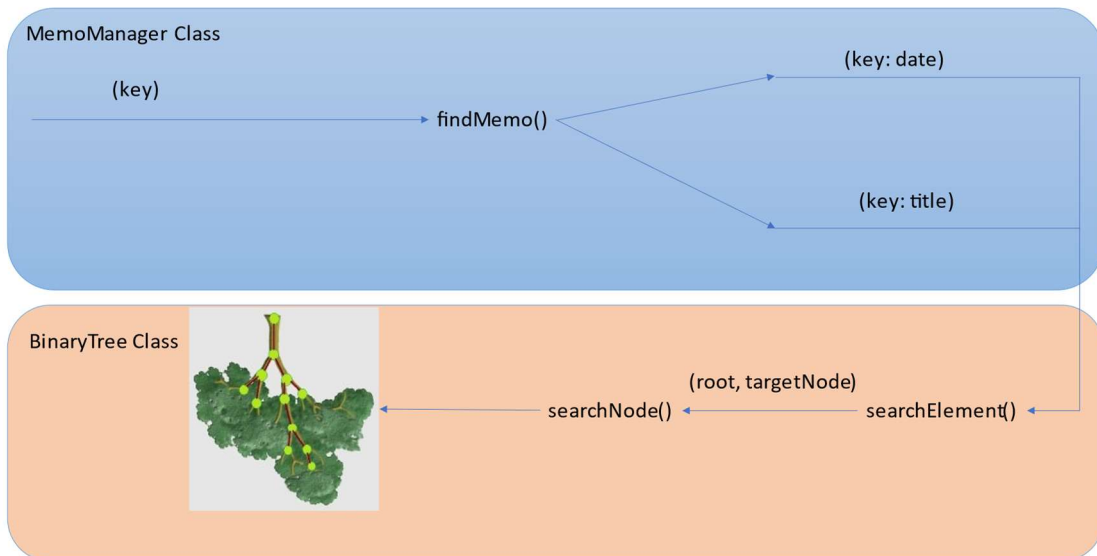 MemoManager Class
(key)
findMemo()
(key: date)
(key: title)
BinaryTree Class
(root, targetNode)
searchNode()
searchElement()